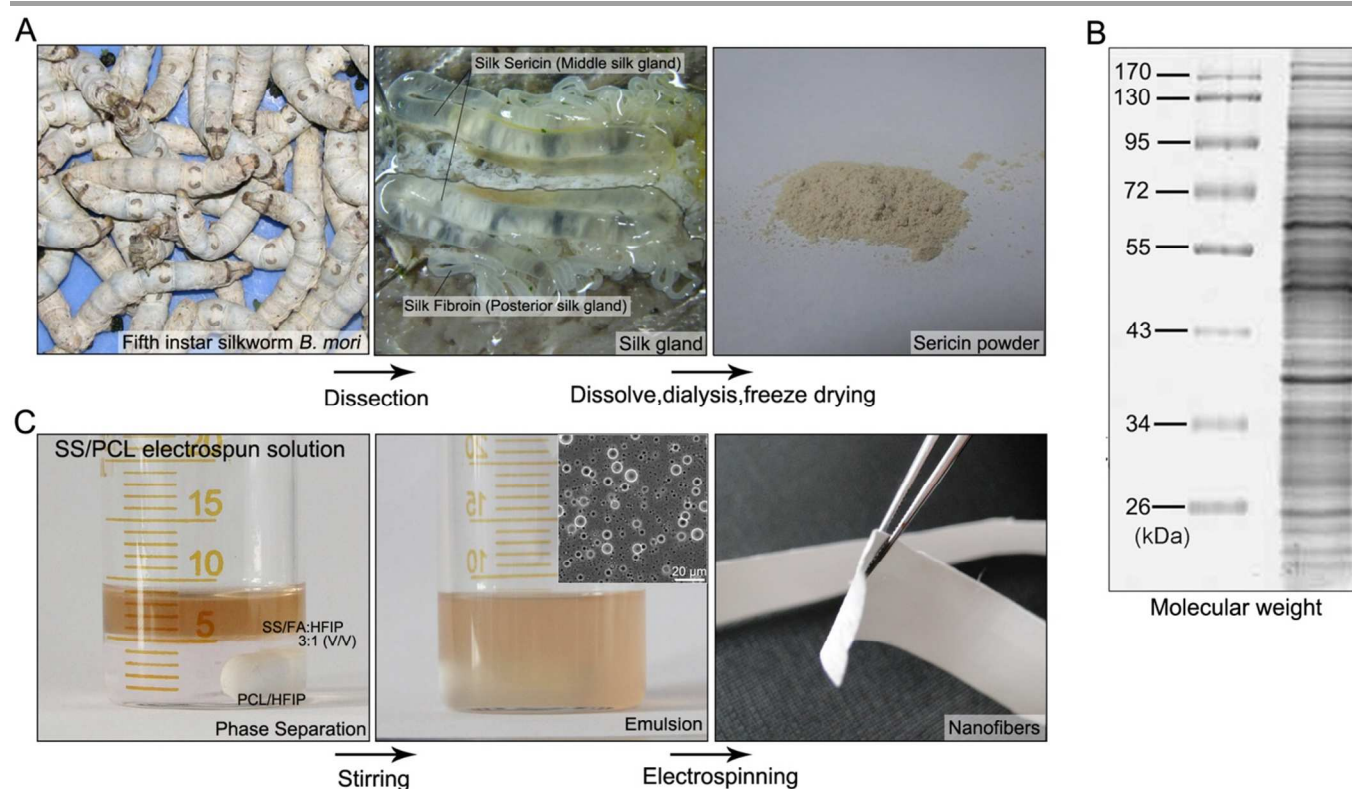 A
Silk Sericin (Middle silk gland)
Silk Fibroin (Posterior silk gland)
Fifth instar silkworm B. mori
Silk gland
Sericin powder
Dissection
Dissolve,dialysis,freeze drying
B
170
130
95
72
55
43
34
26
(kDa)
Molecular weight
C
SS/PCL electrospun solution
15
10
5
SS/FA:HFIP
3:1 (V/V)
PCL/HFIP
Phase Separation
20
15
10
20 μm
Emulsion
Nanofibers
Stirring
Electrospinning